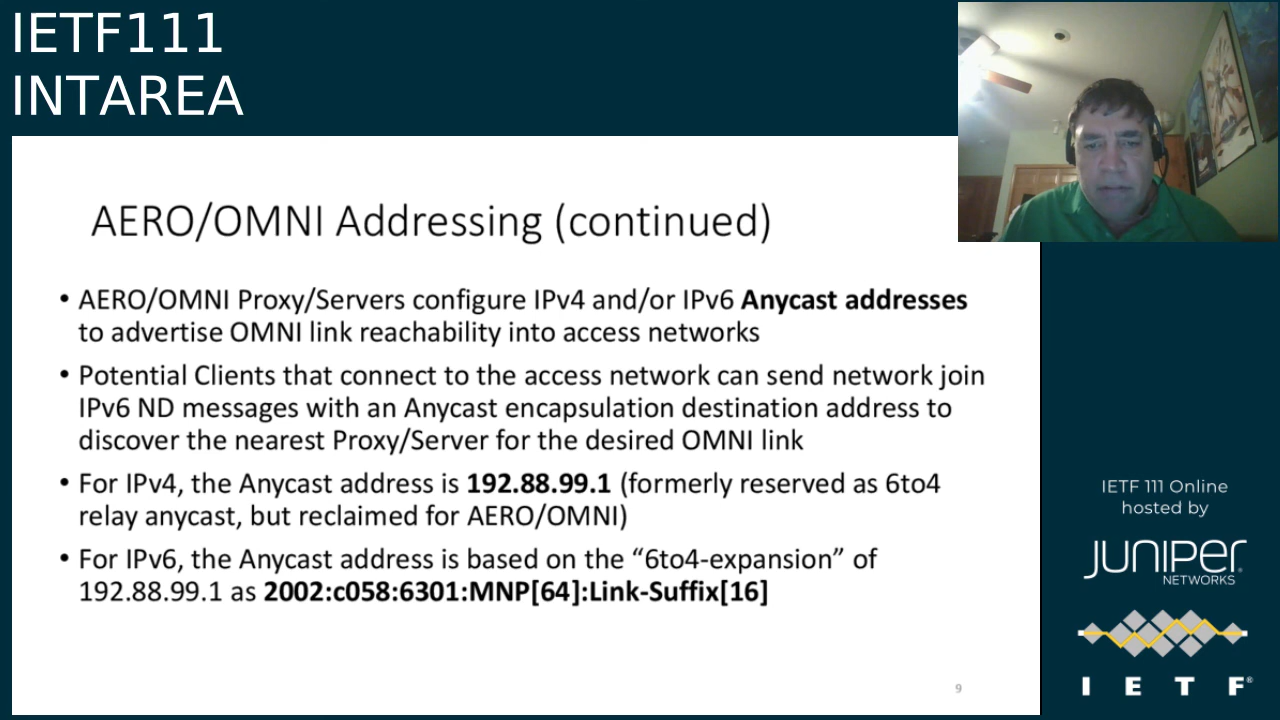 IETF111
INTAREA
AERO/OMNI Addressing (continued)
• AERO/OMNI Proxy/Servers configure IPv4 and/or IPv6 Anycast addresses
to advertise OMNI link reachability into access networks
• Potential Clients that connect to the access network can send network join
IPv6 ND messages with an Anycast encapsulation destination address to
discover the nearest Proxy/Server for the desired OMNI link
• For IPv4, the Anycast address is 192.88.99.1 (formerly reserved as 6to4
relay anycast, but reclaimed for AERO/OMNI)
• For IPv6, the Anycast address is based on the “6to4-expansion” of
192.88.99.1 as 2002:c058:6301:MNP[64]:Link-Suffix[16]
9
IETF 111 Online
hosted by
JUNIPER
NETWORKS
I E T F®